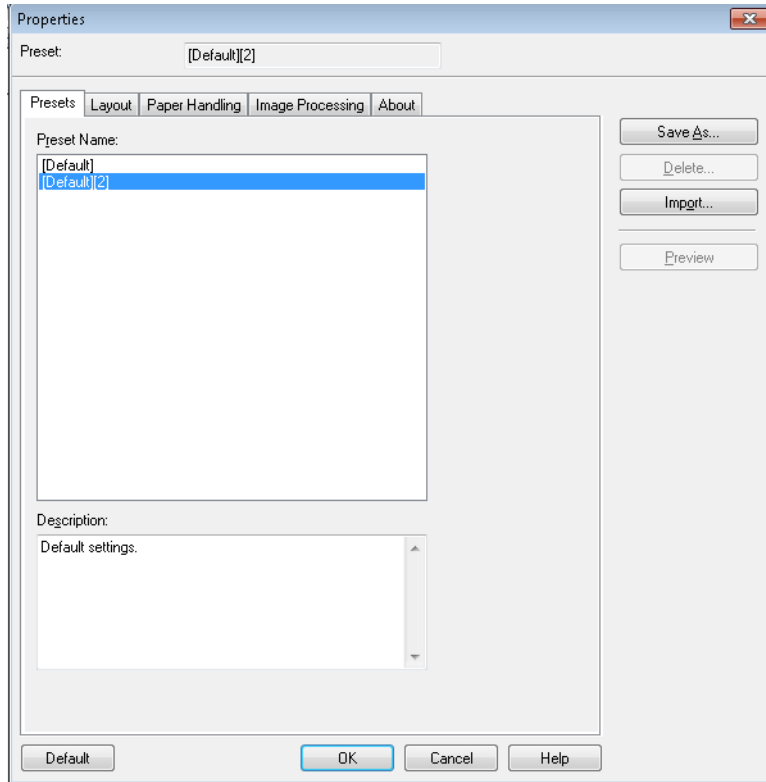 Properties
Preset: [Default][2]
Presets Layout Paper Handling Image Processing About
Preset Name:
[Default]
[Default][2]
Save As...
Delete...
Import...
Preview
Description:
Default settings.
Default OK Cancel Help